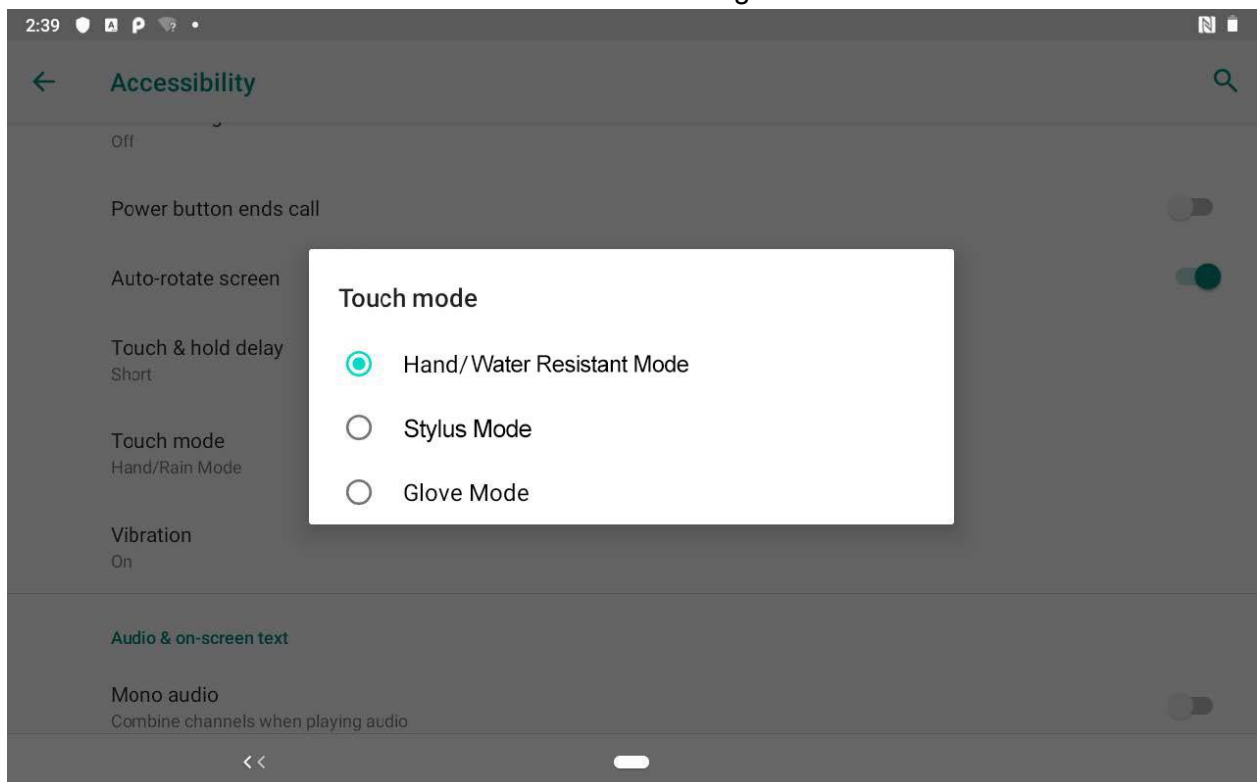 2:39
Accessibility
Off
Power button ends call
Auto-rotate screen
Touch & hold delay
Short
Touch mode
Hand/Rain Mode
Vibration
On
Touch mode
Hand/Water Resistant Mode
Stylus Mode
Glove Mode
Audio & on-screen text
Mono audio
Combine channels when playing audio